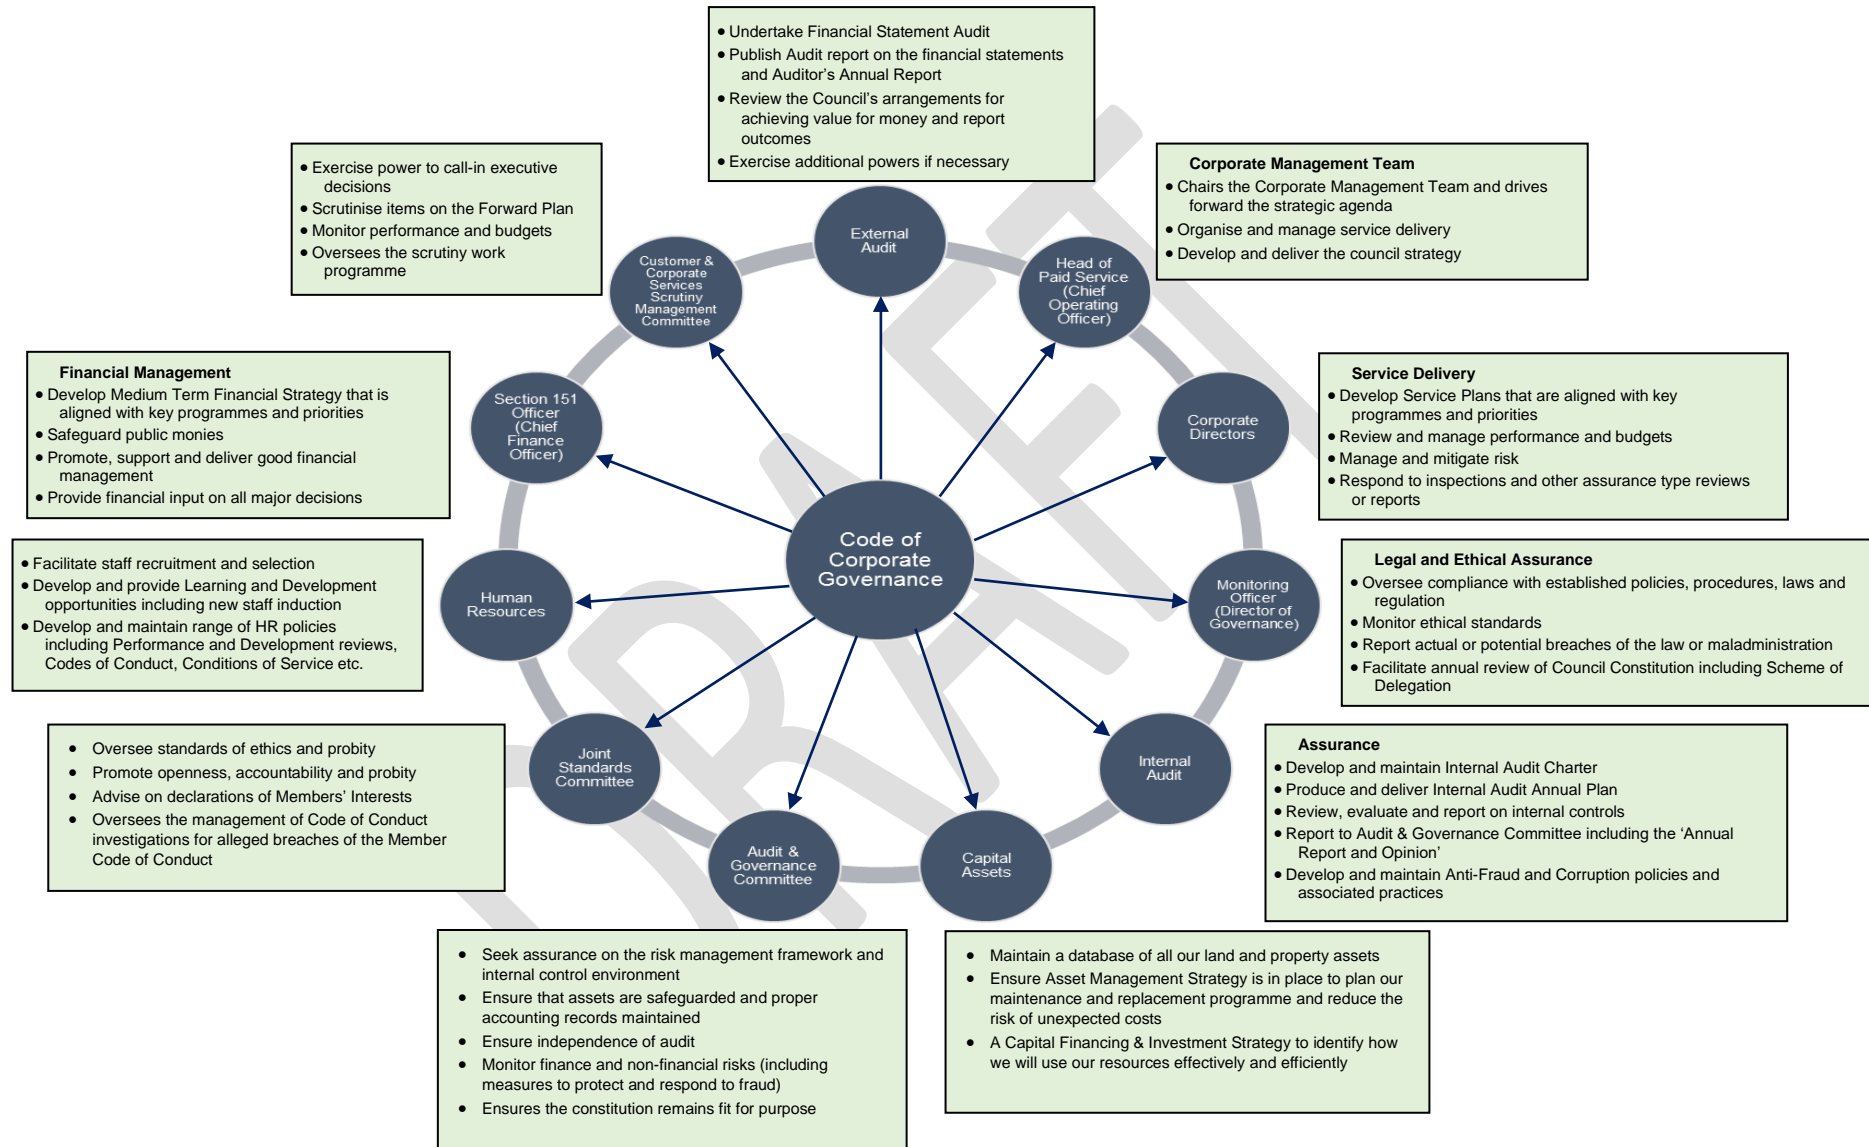 • Undertake Financial Statement Audit
• Publish Audit report on the financial statements
and Auditor's Annual Report
• Review the Council's arrangements for
achieving value for money and report
outcomes
• Exercise additional powers if necessary
• Exercise power to call-in executive
decisions
• Scrutinise items on the Forward Plan
• Monitor performance and budgets
• Oversees the scrutiny work
programme
Corporate Management Team
• Chairs the Corporate Management Team and drives
forward the strategic agenda
• Organise and manage service delivery
• Develop and deliver the council strategy
External
Audit
Customer &
Corporate
Services
Scrutiny
Management
Committee
Head of
Paid Service
(Chief
Operating
Officer)
Financial Management
• Develop Medium Term Financial Strategy that is
aligned with key programmes and priorities
• Safeguard public monies
• Promote, support and deliver good financial
management
• Provide financial input on all major decisions
Section 151
Officer
(Chief
Finance
Officer)
Corporate
Directors
Service Delivery
• Develop Service Plans that are aligned with key
programmes and priorities
• Review and manage performance and budgets
• Manage and mitigate risk
• Respond to inspections and other assurance type reviews
or reports
Code of
Corporate
Governance
• Facilitate staff recruitment and selection
• Develop and provide Learning and Development
opportunities including new staff induction
• Develop and maintain range of HR policies
including Performance and Development reviews,
Codes of Conduct, Conditions of Service etc.
Human
Resources
Monitoring
Officer
(Director of
Governance)
Legal and Ethical Assurance
• Oversee compliance with established policies, procedures, laws and
regulation
• Monitor ethical standards
• Report actual or potential breaches of the law or maladministration
• Facilitate annual review of Council Constitution including Scheme of
Delegation
• Oversee standards of ethics and probity
• Promote openness, accountability and probity
• Advise on declarations of Members' Interests
• Oversees the management of Code of Conduct
investigations for alleged breaches of the Member
Code of Conduct
Joint
Standards
Committee
Internal
Audit
Assurance
• Develop and maintain Internal Audit Charter
• Produce and deliver Internal Audit Annual Plan
• Review, evaluate and report on internal controls
• Report to Audit & Governance Committee including the 'Annual
Report and Opinion'
• Develop and maintain Anti-Fraud and Corruption policies and
associated practices
Audit &
Governance
Committee
Capital
Assets
• Seek assurance on the risk management framework and
internal control environment
• Ensure that assets are safeguarded and proper
accounting records maintained
• Ensure independence of audit
• Monitor finance and non-financial risks (including
measures to protect and respond to fraud)
• Ensures the constitution remains fit for purpose
• Maintain a database of all our land and property assets
• Ensure Asset Management Strategy is in place to plan our
maintenance and replacement programme and reduce the
risk of unexpected costs
• A Capital Financing & Investment Strategy to identify how
we will use our resources effectively and efficiently
DRAFT